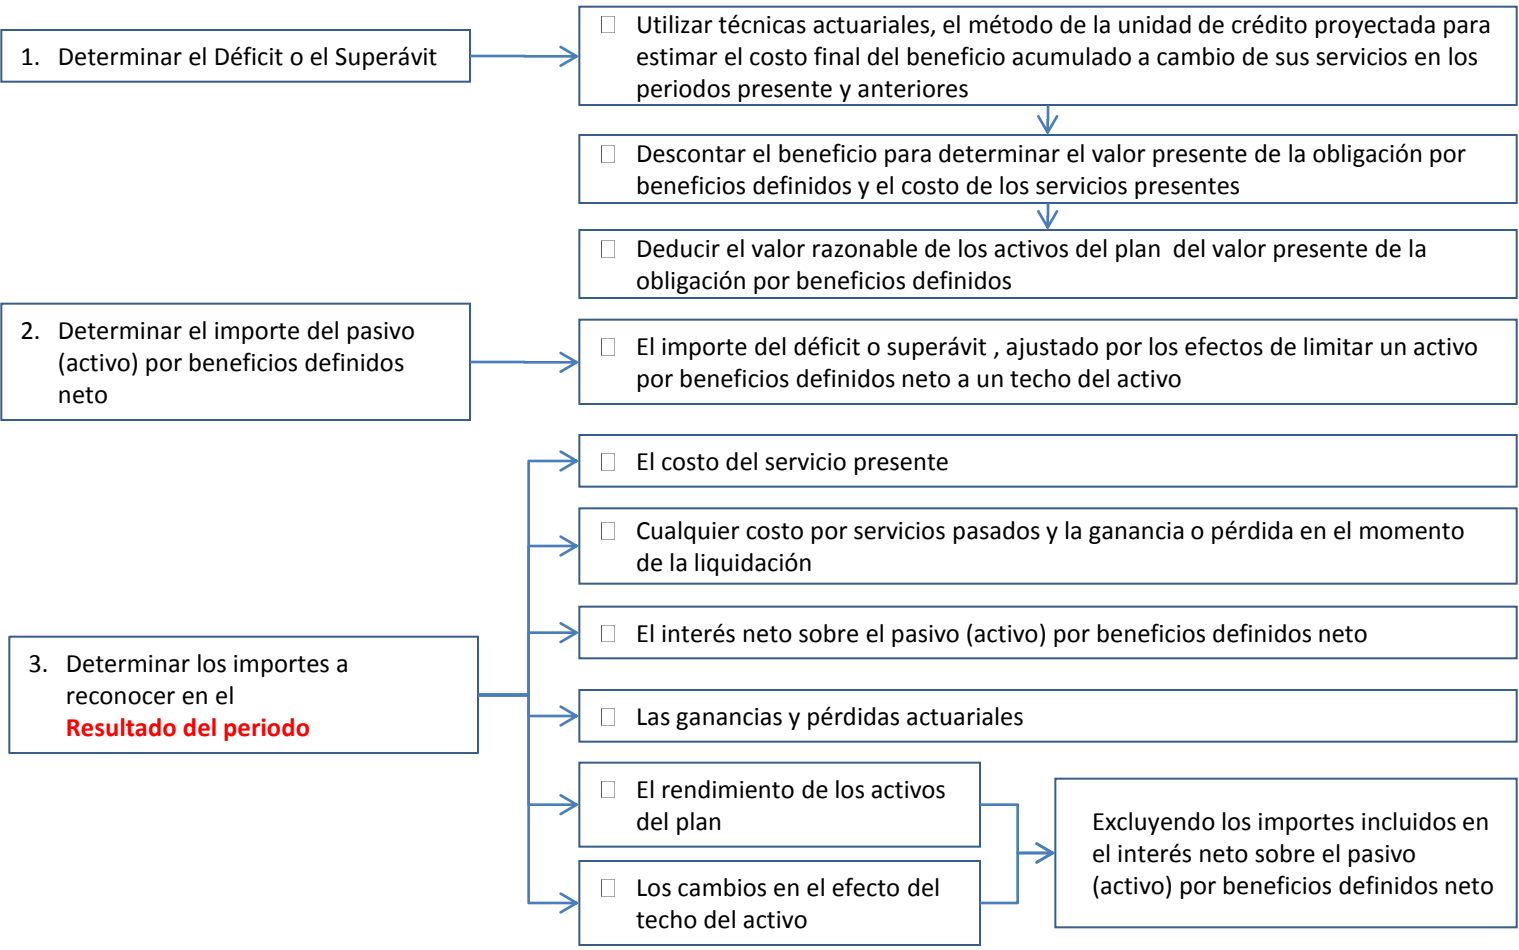 1. Determinar el Déficit o el Superávit
Utilizar técnicas actuariales, el método de la unidad de crédito proyectada para
estimar el costo final del beneficio acumulado a cambio de sus servicios en los
periodos presente y anteriores
Descontar el beneficio para determinar el valor presente de la obligación por
beneficios definidos y el costo de los servicios presentes
Deducir el valor razonable de los activos del plan del valor presente de la
obligación por beneficios definidos
2. Determinar el importe del pasivo
(activo) por beneficios definidos
neto
El importe del déficit o superávit , ajustado por los efectos de limitar un activo
por beneficios definidos neto a un techo del activo
3. Determinar los importes a
reconocer en el
Resultado del periodo
El costo del servicio presente
Cualquier costo por servicios pasados y la ganancia o pérdida en el momento
de la liquidación
El interés neto sobre el pasivo (activo) por beneficios definidos neto
Las ganancias y pérdidas actuariales
El rendimiento de los activos
del plan
Los cambios en el efecto del
techo del activo
Excluyendo los importes incluidos en
el interés neto sobre el pasivo
(activo) por beneficios definidos neto